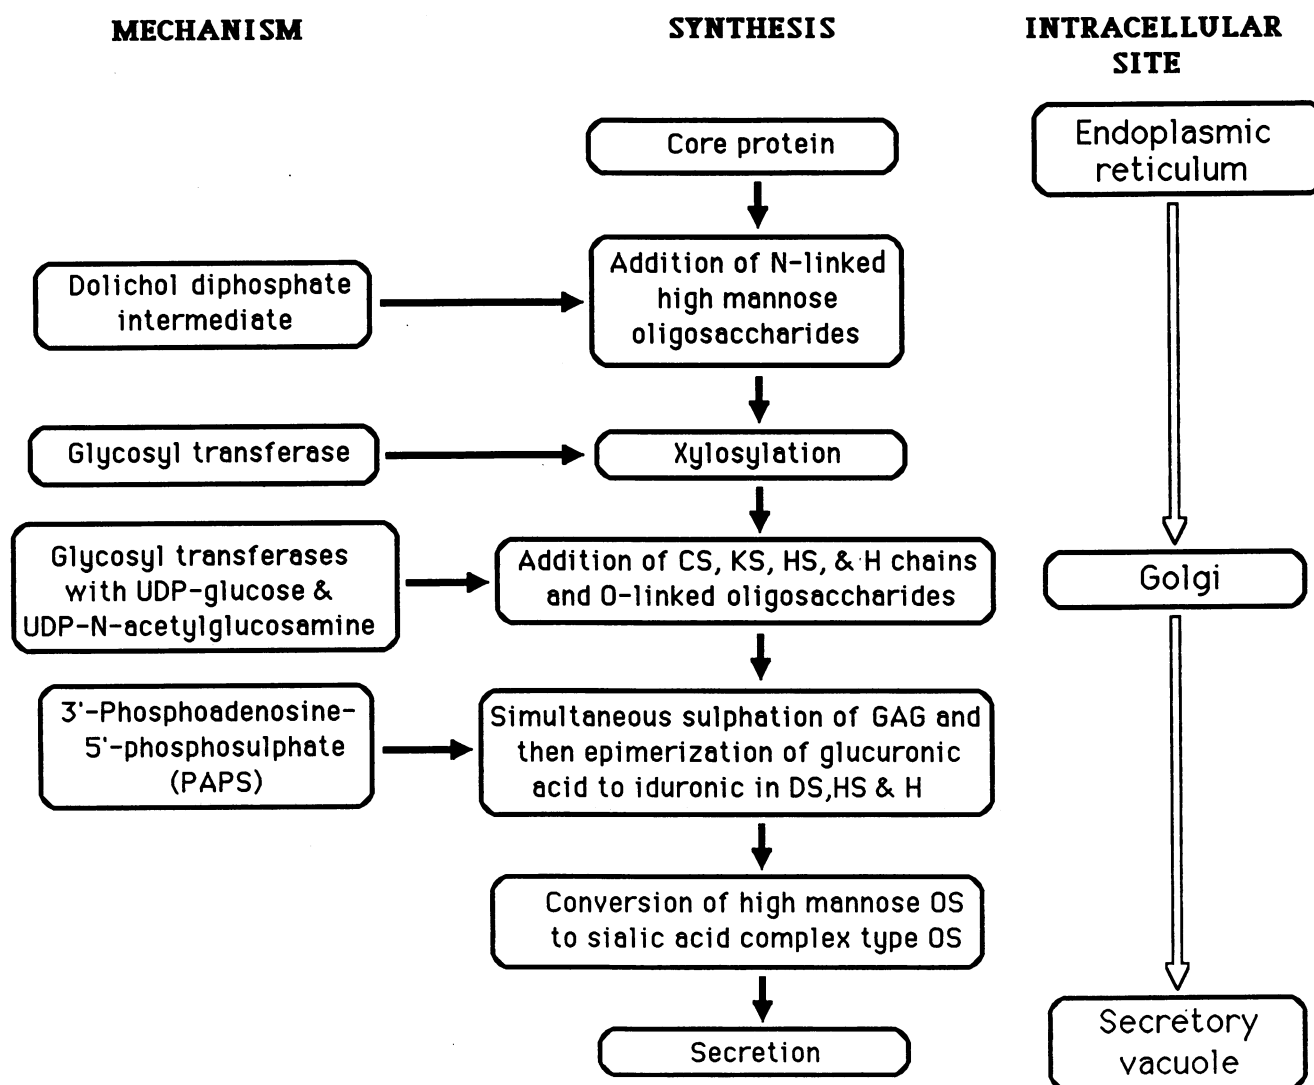 MECHANISM
SYNTHESIS
INTRACELLULAR
SITE
Core protein
Endoplasmic
reticulum
Dolichol diphosphate
intermediate
Addition of N-linked
high mannose
oligosaccharides
Glycosyl transferase
Xylosylation
Glycosyl transferases
with UDP-glucose &
UDP-N-acetylglucosamine
Addition of CS, KS, HS, & H chains
and O-linked oligosaccharides
Golgi
3'-Phosphoadenosine-
5'-phosphosulphate
(PAPS)
Simultaneous sulphation of GAG and
then epimerization of glucuronic
acid to iduronic in DS,HS & H
Conversion of high mannose OS
to sialic acid complex type OS
Secretion
Secretory
vacuole